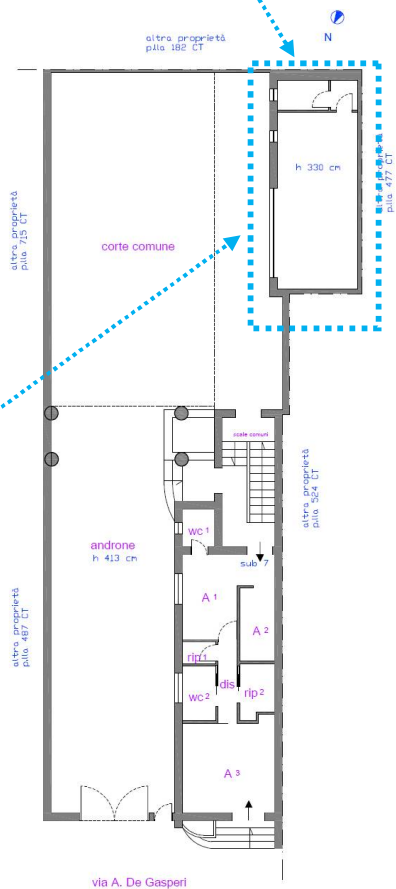 N
altra proprietà
p.lla 182 CT
altra proprietà
p.lla 477 CT
h 330 cm
altra proprietà
p.lla 715 CT
corte comune
scale comuni
altra proprietà
p.lla 524 CT
wc 1
androne
h 413 cm
sub 7
A 1
A 2
altra proprietà
p.lla 487 CT
rip 1
dis
wc 2
rip 2
A 3
via A. De Gasperi